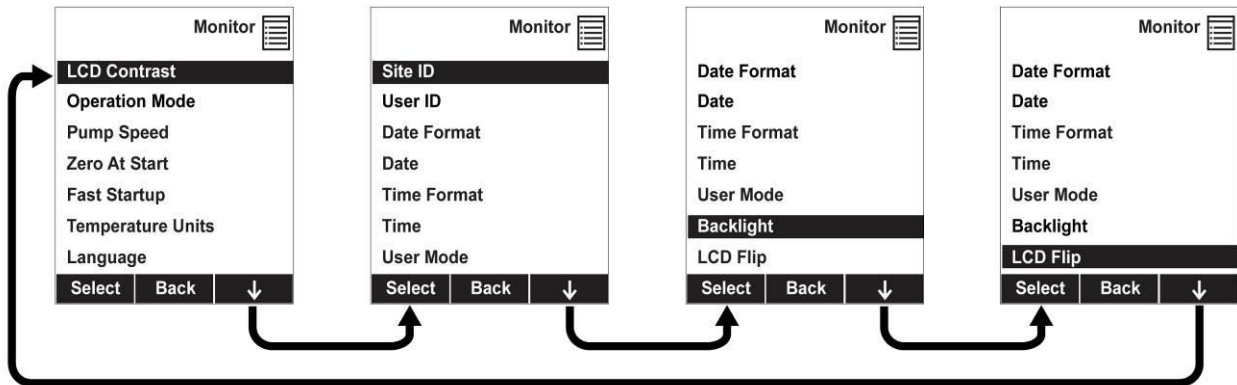 Monitor
LCD Contrast
Operation Mode
Pump Speed
Zero At Start
Fast Startup
Temperature Units
Language
Select Back ↓
Monitor
Site ID
User ID
Date Format
Date
Time Format
Time
User Mode
Select Back ↓
Monitor
Date Format
Date
Time Format
Time
User Mode
Backlight
LCD Flip
Select Back ↓
Monitor
Date Format
Date
Time Format
Time
User Mode
Backlight
LCD Flip
Select Back ↓